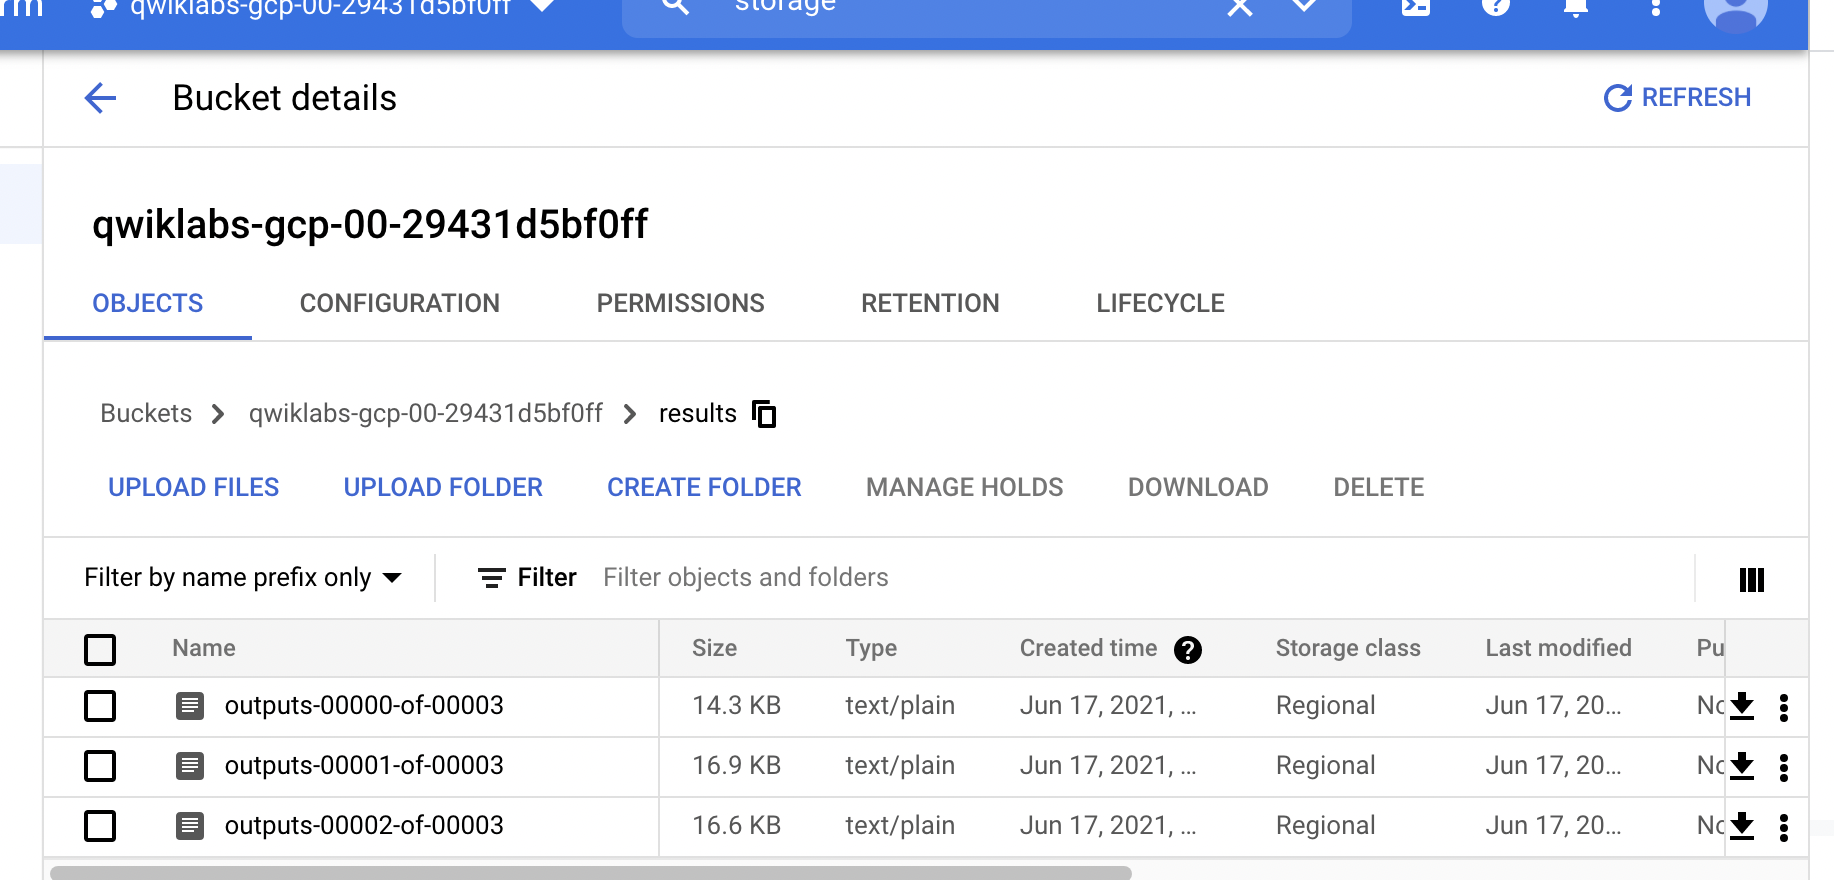 rm qwiklabs-gcp-00-29431d5bf0ff storage
Bucket details
REFRESH
qwiklabs-gcp-00-29431d5bf0ff
OBJECTS CONFIGURATION PERMISSIONS RETENTION LIFECYCLE
Buckets qwiklabs-gcp-00-29431d5bf0ff results
UPLOAD FILES UPLOAD FOLDER CREATE FOLDER MANAGE HOLDS DOWNLOAD DELETE
Filter by name prefix only Filter Filter objects and folders
Name Size Type Created time Storage class Last modified Pu
outputs-00000-of-00003 14.3 KB text/plain Jun 17, 2021, ... Regional Jun 17, 20... No
outputs-00001-of-00003 16.9 KB text/plain Jun 17, 2021, ... Regional Jun 17, 20... No
outputs-00002-of-00003 16.6 KB text/plain Jun 17, 2021, ... Regional Jun 17, 20... No